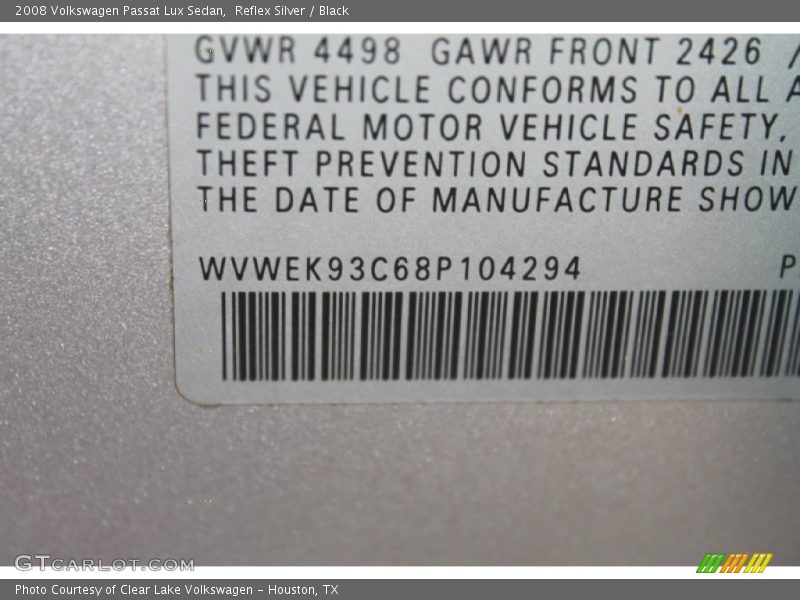 2008 Volkswagen Passat Lux Sedan,  Reflex Silver / Black
GVWR 4498 GAWR FRONT 2426 /
THIS VEHICLE CONFORMS TO ALL A
FEDERAL MOTOR VEHICLE SAFETY,
THEFT PREVENTION STANDARDS IN
THE DATE OF MANUFACTURE SHOW
WVWEK93C68P104294 P
GTCARLOT.COM
Photo Courtesy of Clear Lake Volkswagen - Houston, TX